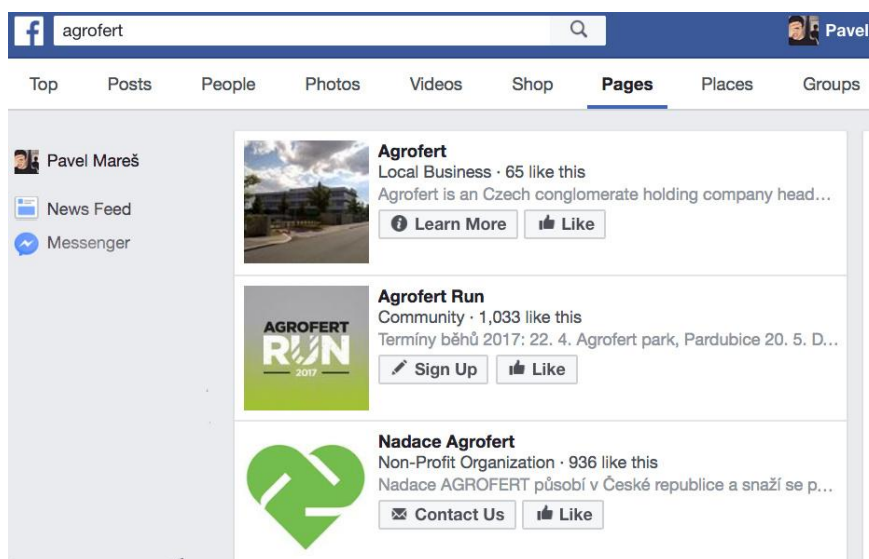 f agrofert
Pavel
Top Posts People Photos Videos Shop Pages Places Groups
Pavel Mareš
News Feed
Messenger
Agrofert
Local Business · 65 like this
Agrofert is an Czech conglomerate holding company head...
Learn More Like
AGROFERT
RUN
2017
Agrofert Run
Community · 1,033 like this
Termíny běhů 2017: 22. 4. Agrofert park, Pardubice 20. 5. D...
Sign Up Like
Nadace Agrofert
Non-Profit Organization · 936 like this
Nadace AGROFERT působí v České republice a snaží se p...
Contact Us Like